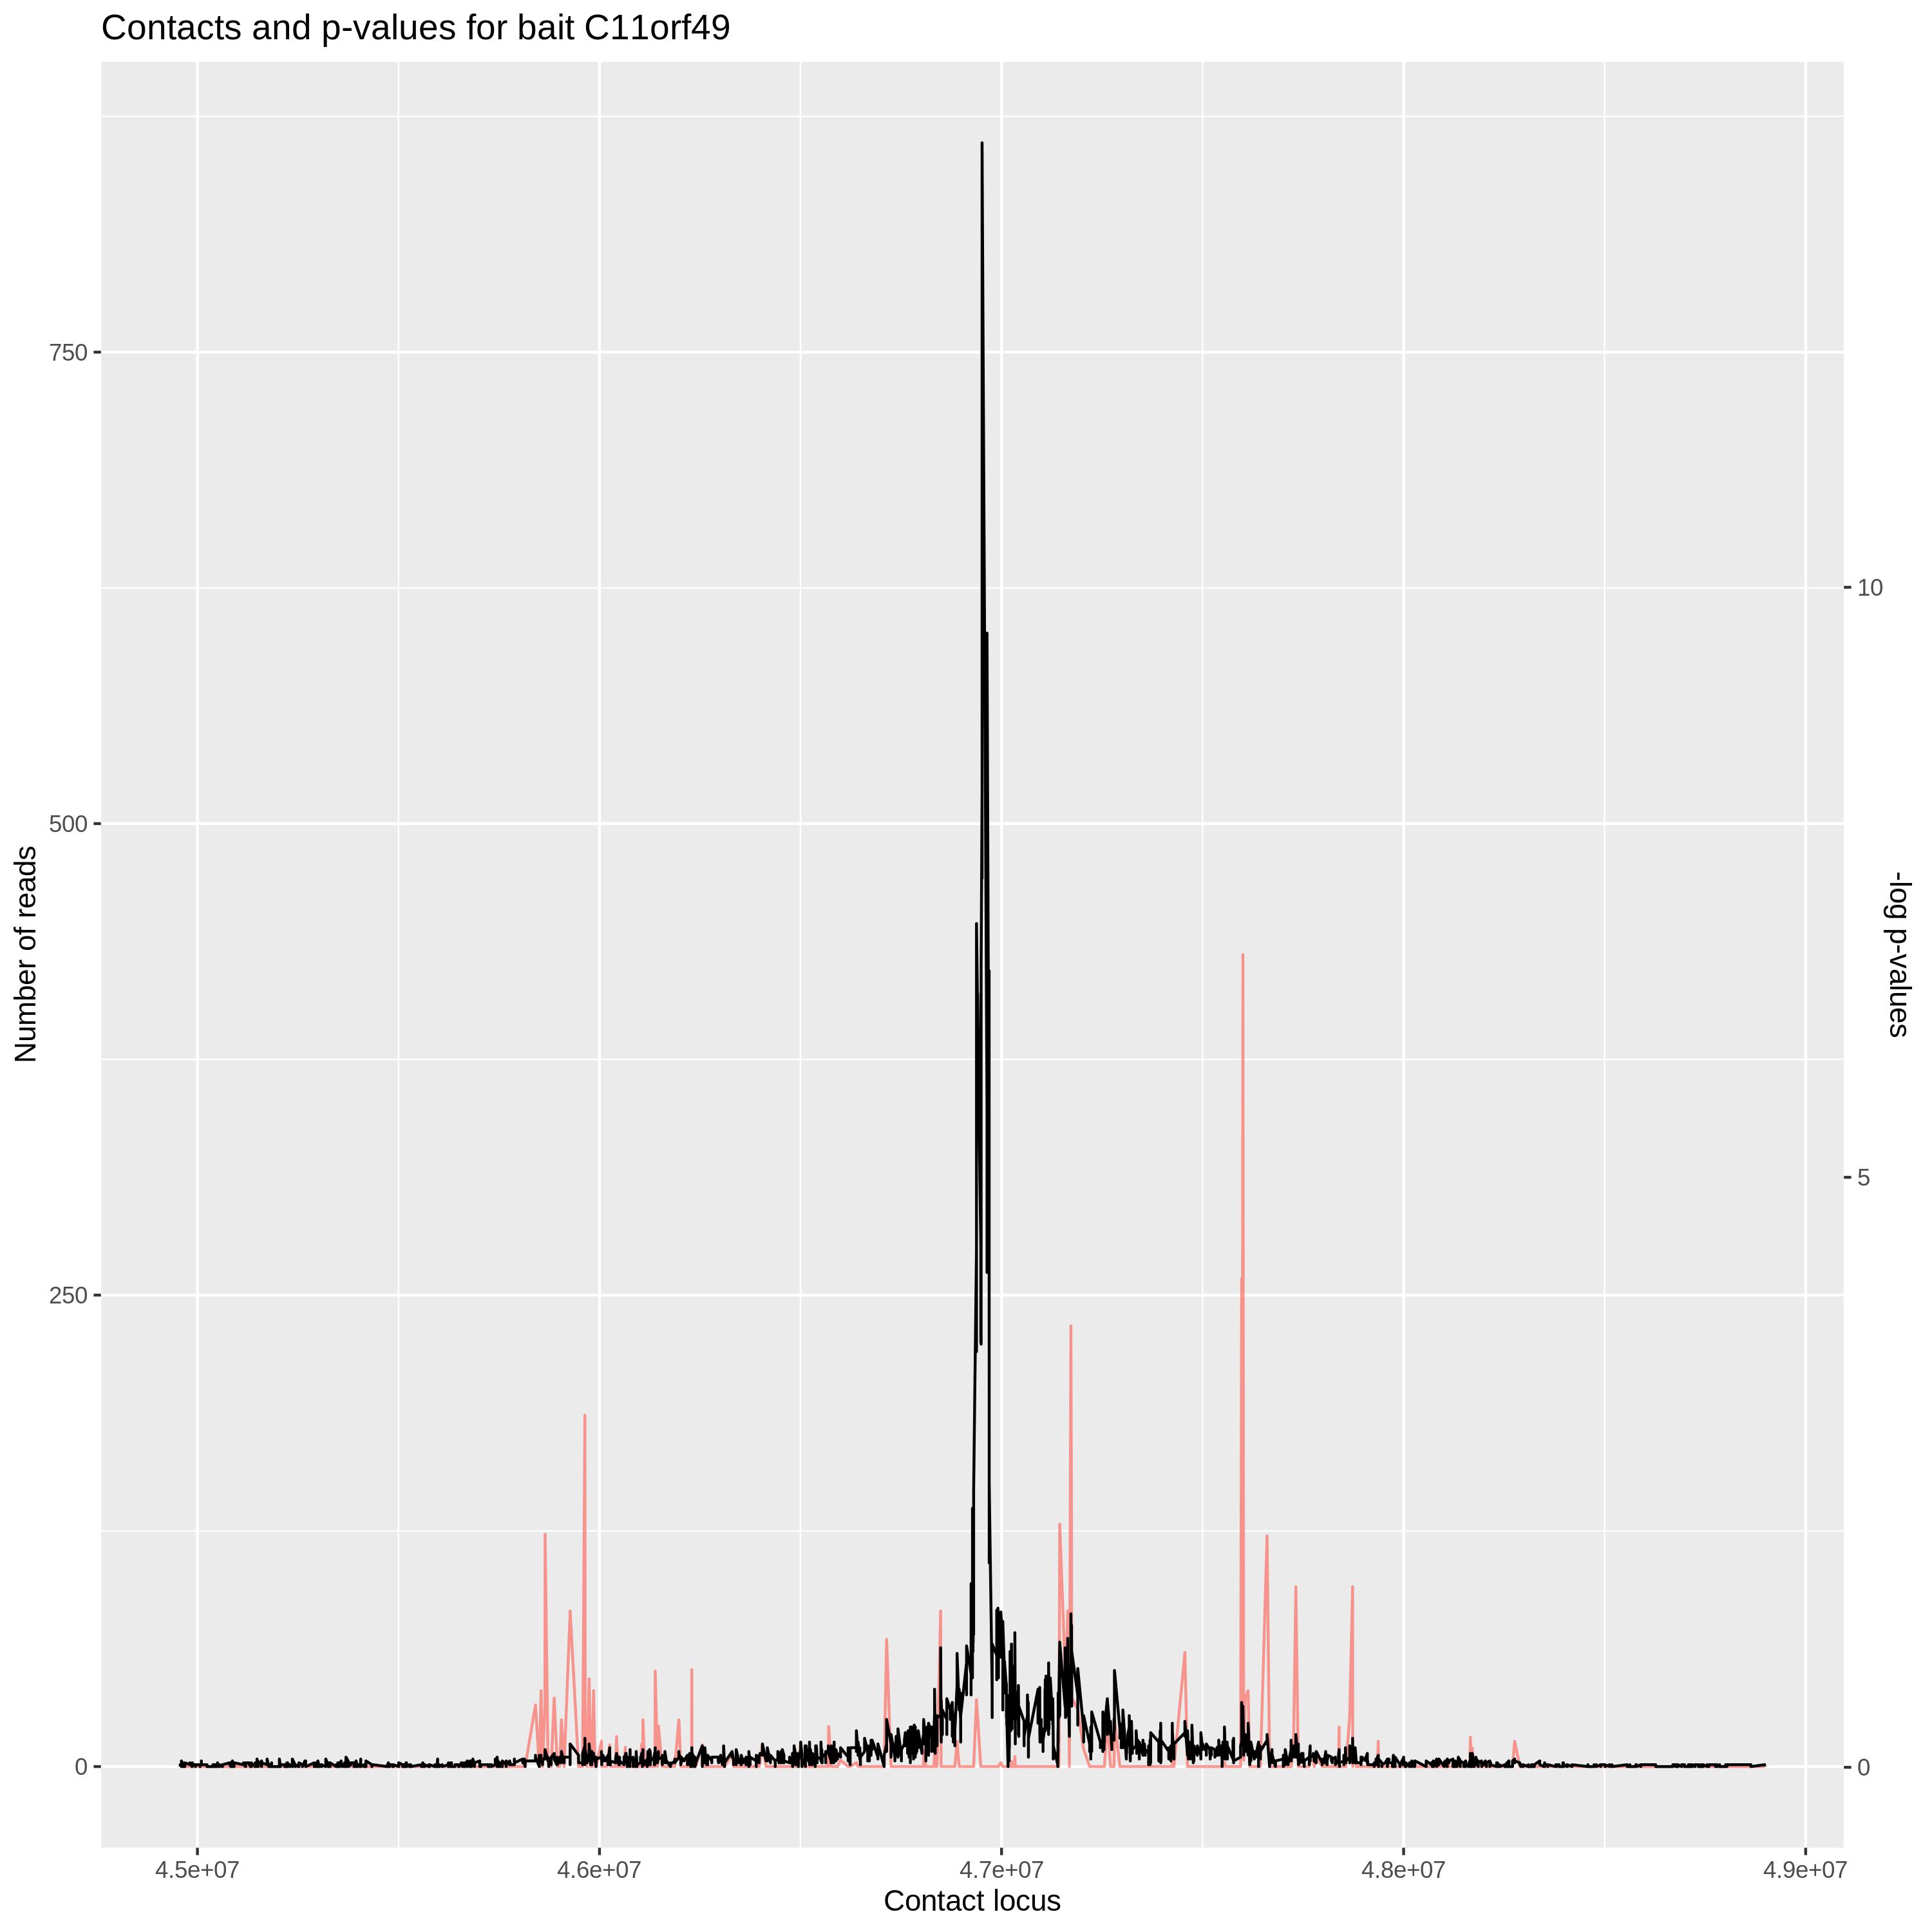 Contacts and p-values for bait C11orf49
750
500
250
0
Number of reads
10
5
0
-log p-values
4.5e+07
4.6e+07
4.7e+07
4.8e+07
4.9e+07
Contact locus